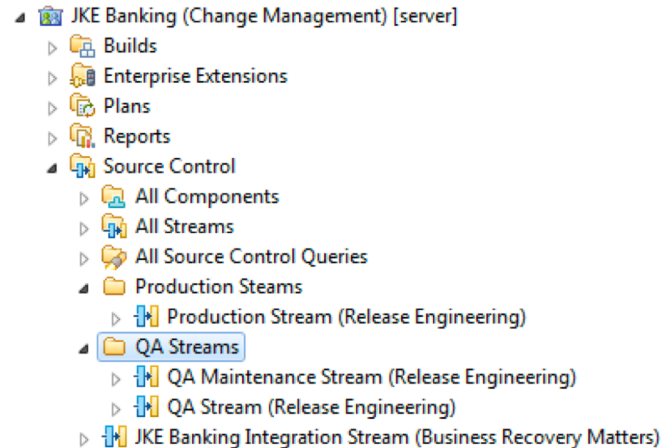 JKE Banking (Change Management) [server]
Builds
Enterprise Extensions
Plans
Reports
Source Control
All Components
All Streams
All Source Control Queries
Production Steams
Production Stream (Release Engineering)
QA Streams
QA Maintenance Stream (Release Engineering)
QA Stream (Release Engineering)
JKE Banking Integration Stream (Business Recovery Matters)